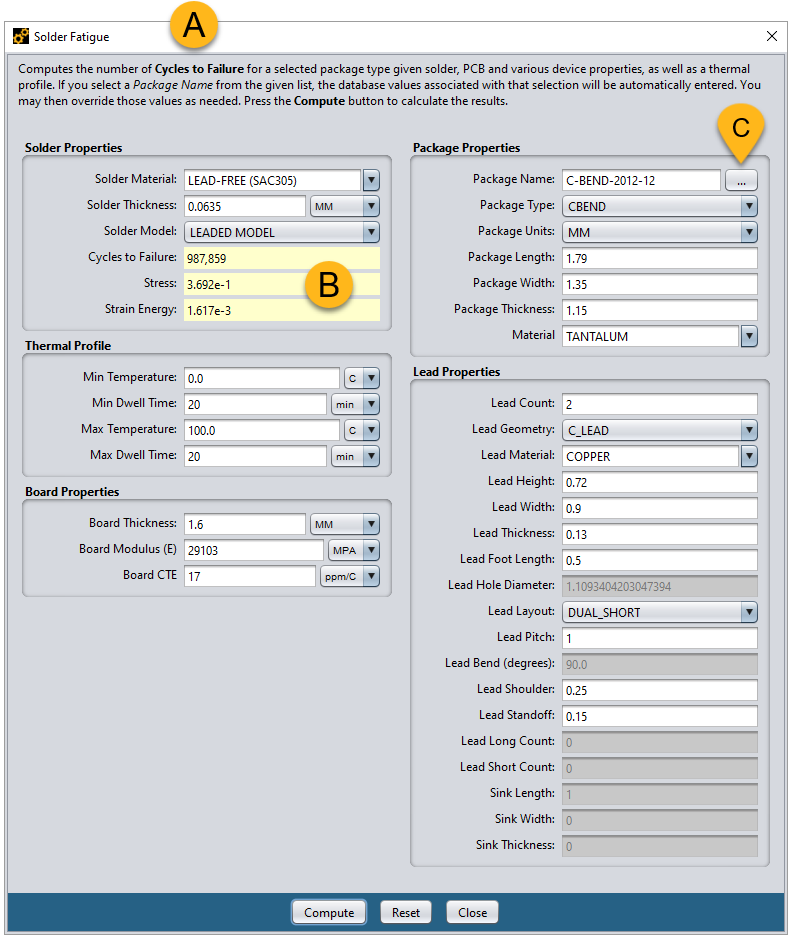 A
Solder Fatigue
Computes the number of Cycles to Failure for a selected package type given solder, PCB and various device properties, as well as a thermal
profile. If you select a Package Name from the given list, the database values associated with that selection will be automatically entered. You
may then override those values as needed. Press the Compute button to calculate the results.
C
Solder Properties
Solder Material: LEAD-FREE (SAC305)
Solder Thickness: 0.0635 MM
Solder Model: LEADED MODEL
Cycles to Failure: 987,859
Stress: 3.692e-1
B
Strain Energy: 1.617e-3
Thermal Profile
Min Temperature: 0.0 C
Min Dwell Time: 20 min
Max Temperature: 100.0 C
Max Dwell Time: 20 min
Board Properties
Board Thickness: 1.6 MM
Board Modulus (E) 29103 MPA
Board CTE 17 ppm/C
Package Properties
Package Name: C-BEND-2012-12 ...
Package Type: CBEND
Package Units: MM
Package Length: 1.79
Package Width: 1.35
Package Thickness: 1.15
Material TANTALUM
Lead Properties
Lead Count: 2
Lead Geometry: C_LEAD
Lead Material: COPPER
Lead Height: 0.72
Lead Width: 0.9
Lead Thickness: 0.13
Lead Foot Length: 0.5
Lead Hole Diameter: 1.1093404203047394
Lead Layout: DUAL_SHORT
Lead Pitch: 1
Lead Bend (degrees): 90.0
Lead Shoulder: 0.25
Lead Standoff: 0.15
Lead Long Count: 0
Lead Short Count: 0
Sink Length: 1
Sink Width: 0
Sink Thickness: 0
Compute Reset Close